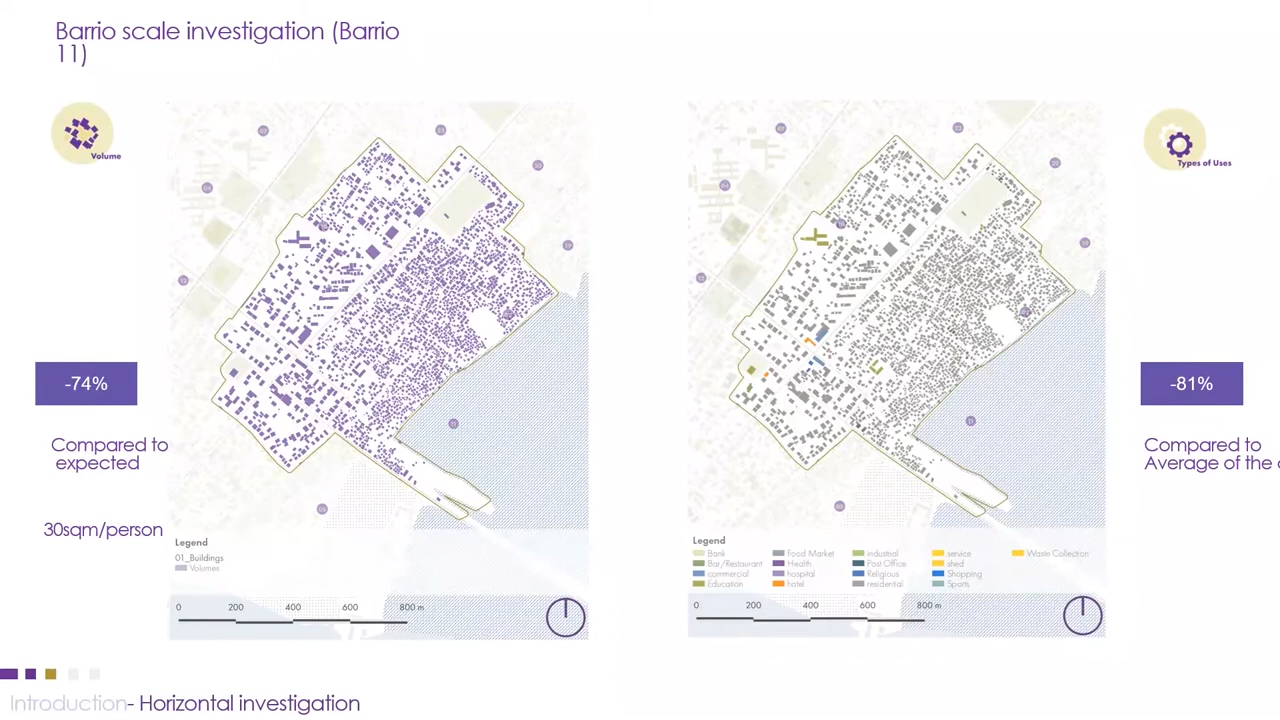 Barrio scale investigation (Barrio
11)
Volume
Types of Uses
-74%
Compared to
expected
30sqm/person
-81%
Compared to
Average of the
Legend
01_Buildings
Volumes
0 200 400 600 800 m
Legend
Bank
Bar/Restaurant
commercial
Education
Food Market
Health
hospital
hotel
industrial
Post Office
Religious
residential
service
shed
Shopping
Sports
Waste Collection
0 200 400 600 800 m
Introduction- Horizontal investigation